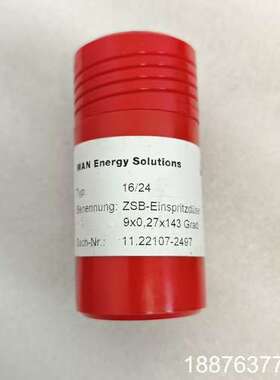 MAN Energy Solutions
Typ: 16/24
Benennung: ZSB-Einspritzdüse
9x0,27x143 Grad
Sach-Nr.: 11.22107-2497
18876377